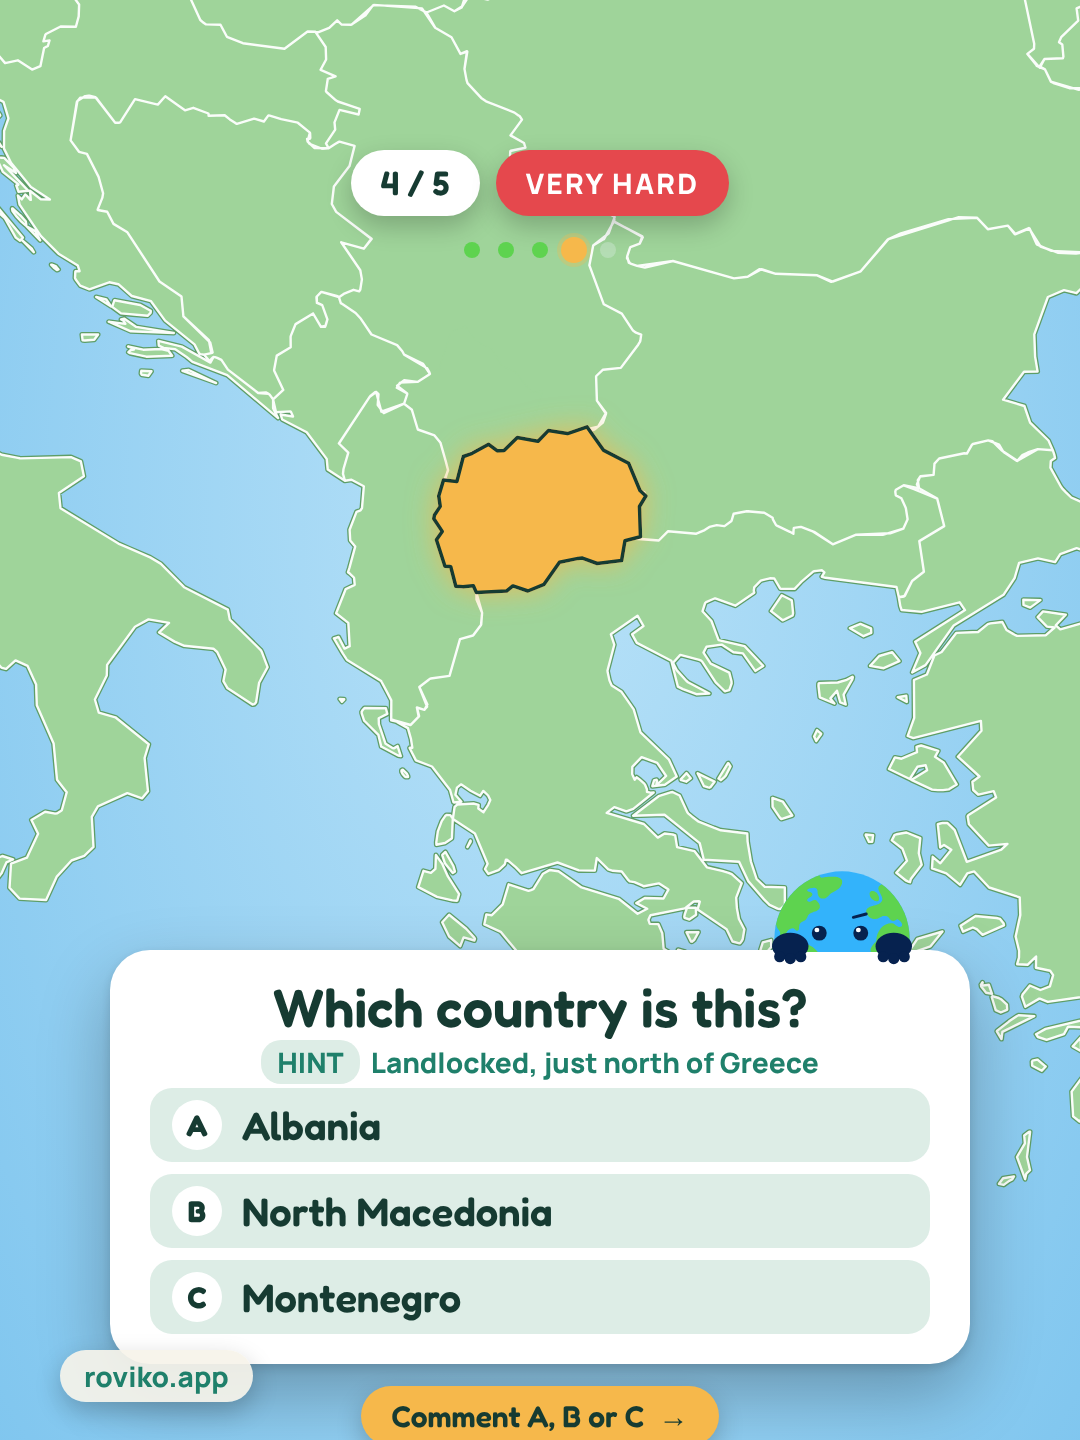 4 / 5
VERY HARD
Which country is this?
HINT Landlocked, just north of Greece
A Albania
B North Macedonia
C Montenegro
roviko.app
Comment A, B or C →